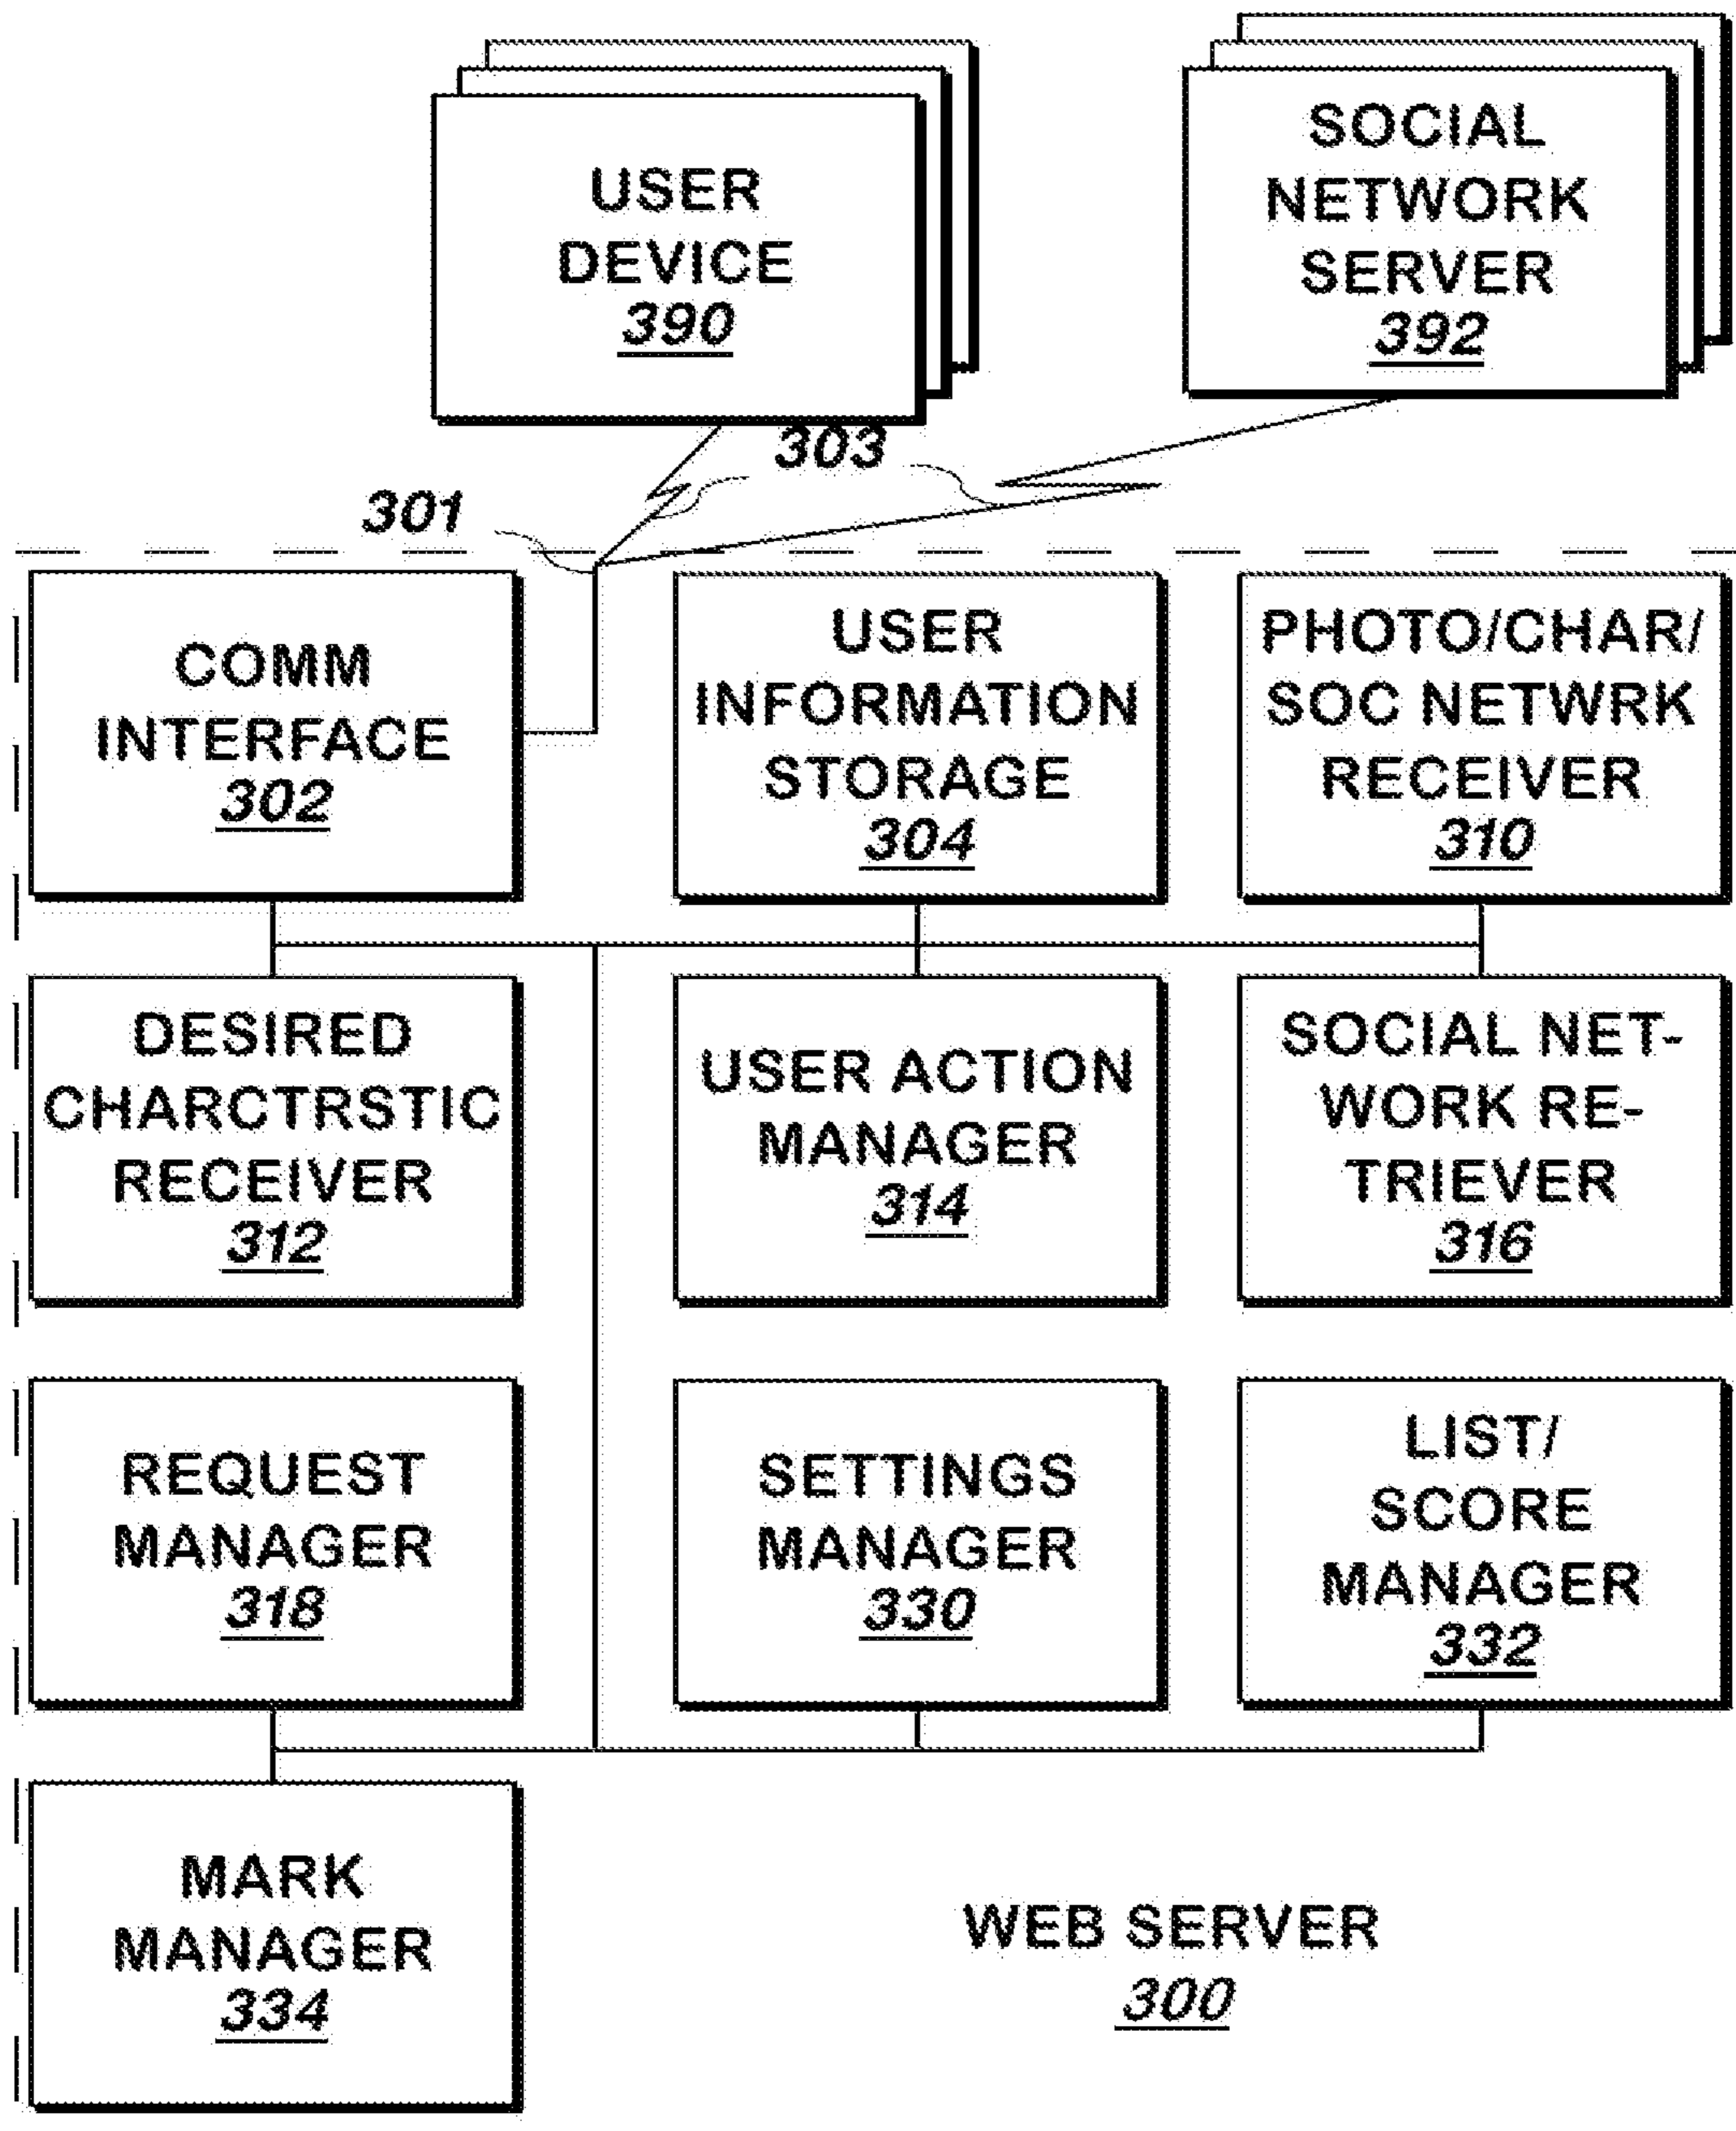 USER
DEVICE
390
SOCIAL
NETWORK
SERVER
392
303
301
COMM
INTERFACE
302
USER
INFORMATION
STORAGE
304
PHOTO/CHAR/
SOC NETWRK
RECEIVER
310
DESIRED
CHARCTRSTIC
RECEIVER
312
USER ACTION
MANAGER
314
SOCIAL NET-
WORK RE-
TRIEVER
316
REQUEST
MANAGER
318
SETTINGS
MANAGER
330
LIST/
SCORE
MANAGER
332
MARK
MANAGER
334
WEB SERVER
300